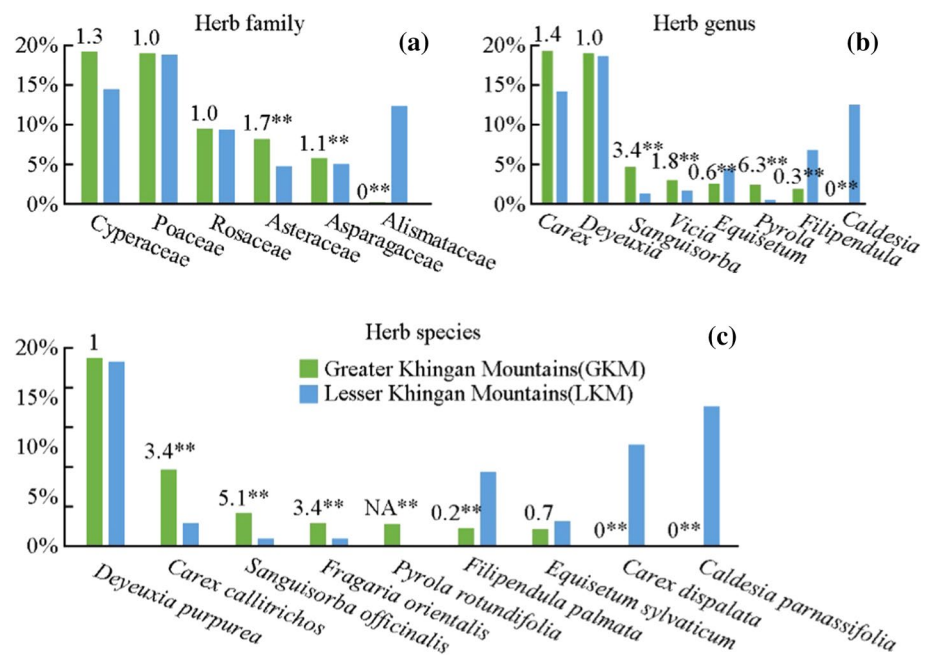 Herb family
(a)
20%
15%
10%
5%
0%
1.3
1.0
1.0
1.7**
1.1**
0**
Cyperaceae
Poaceae
Rosaceae
Asteraceae
Asparagaceae
Alismataceae
Herb genus
(b)
20%
15%
10%
5%
0%
1.4
1.0
3.4**
1.8**
0.6**
6.3**
0.3**
0**
Carex
Deyeuxia
Sanguisorba
Vicia
Equisetum
Pyrola
Filipendula
Caldesia
Herb species
(c)
Greater Khingan Mountains(GKM)
Lesser Khingan Mountains(LKM)
20%
15%
10%
5%
0%
1
3.4**
5.1**
3.4**
NA**
0.2**
0.7
0**
0**
Deyeuxia purpurea
Carex callitrichos
Sanguisorba officinalis
Fragaria orientalis
Pyrola rotundifolia
Filipendula palmata
Equisetum sylvaticum
Carex dispalata
Caldesia parnassifolia